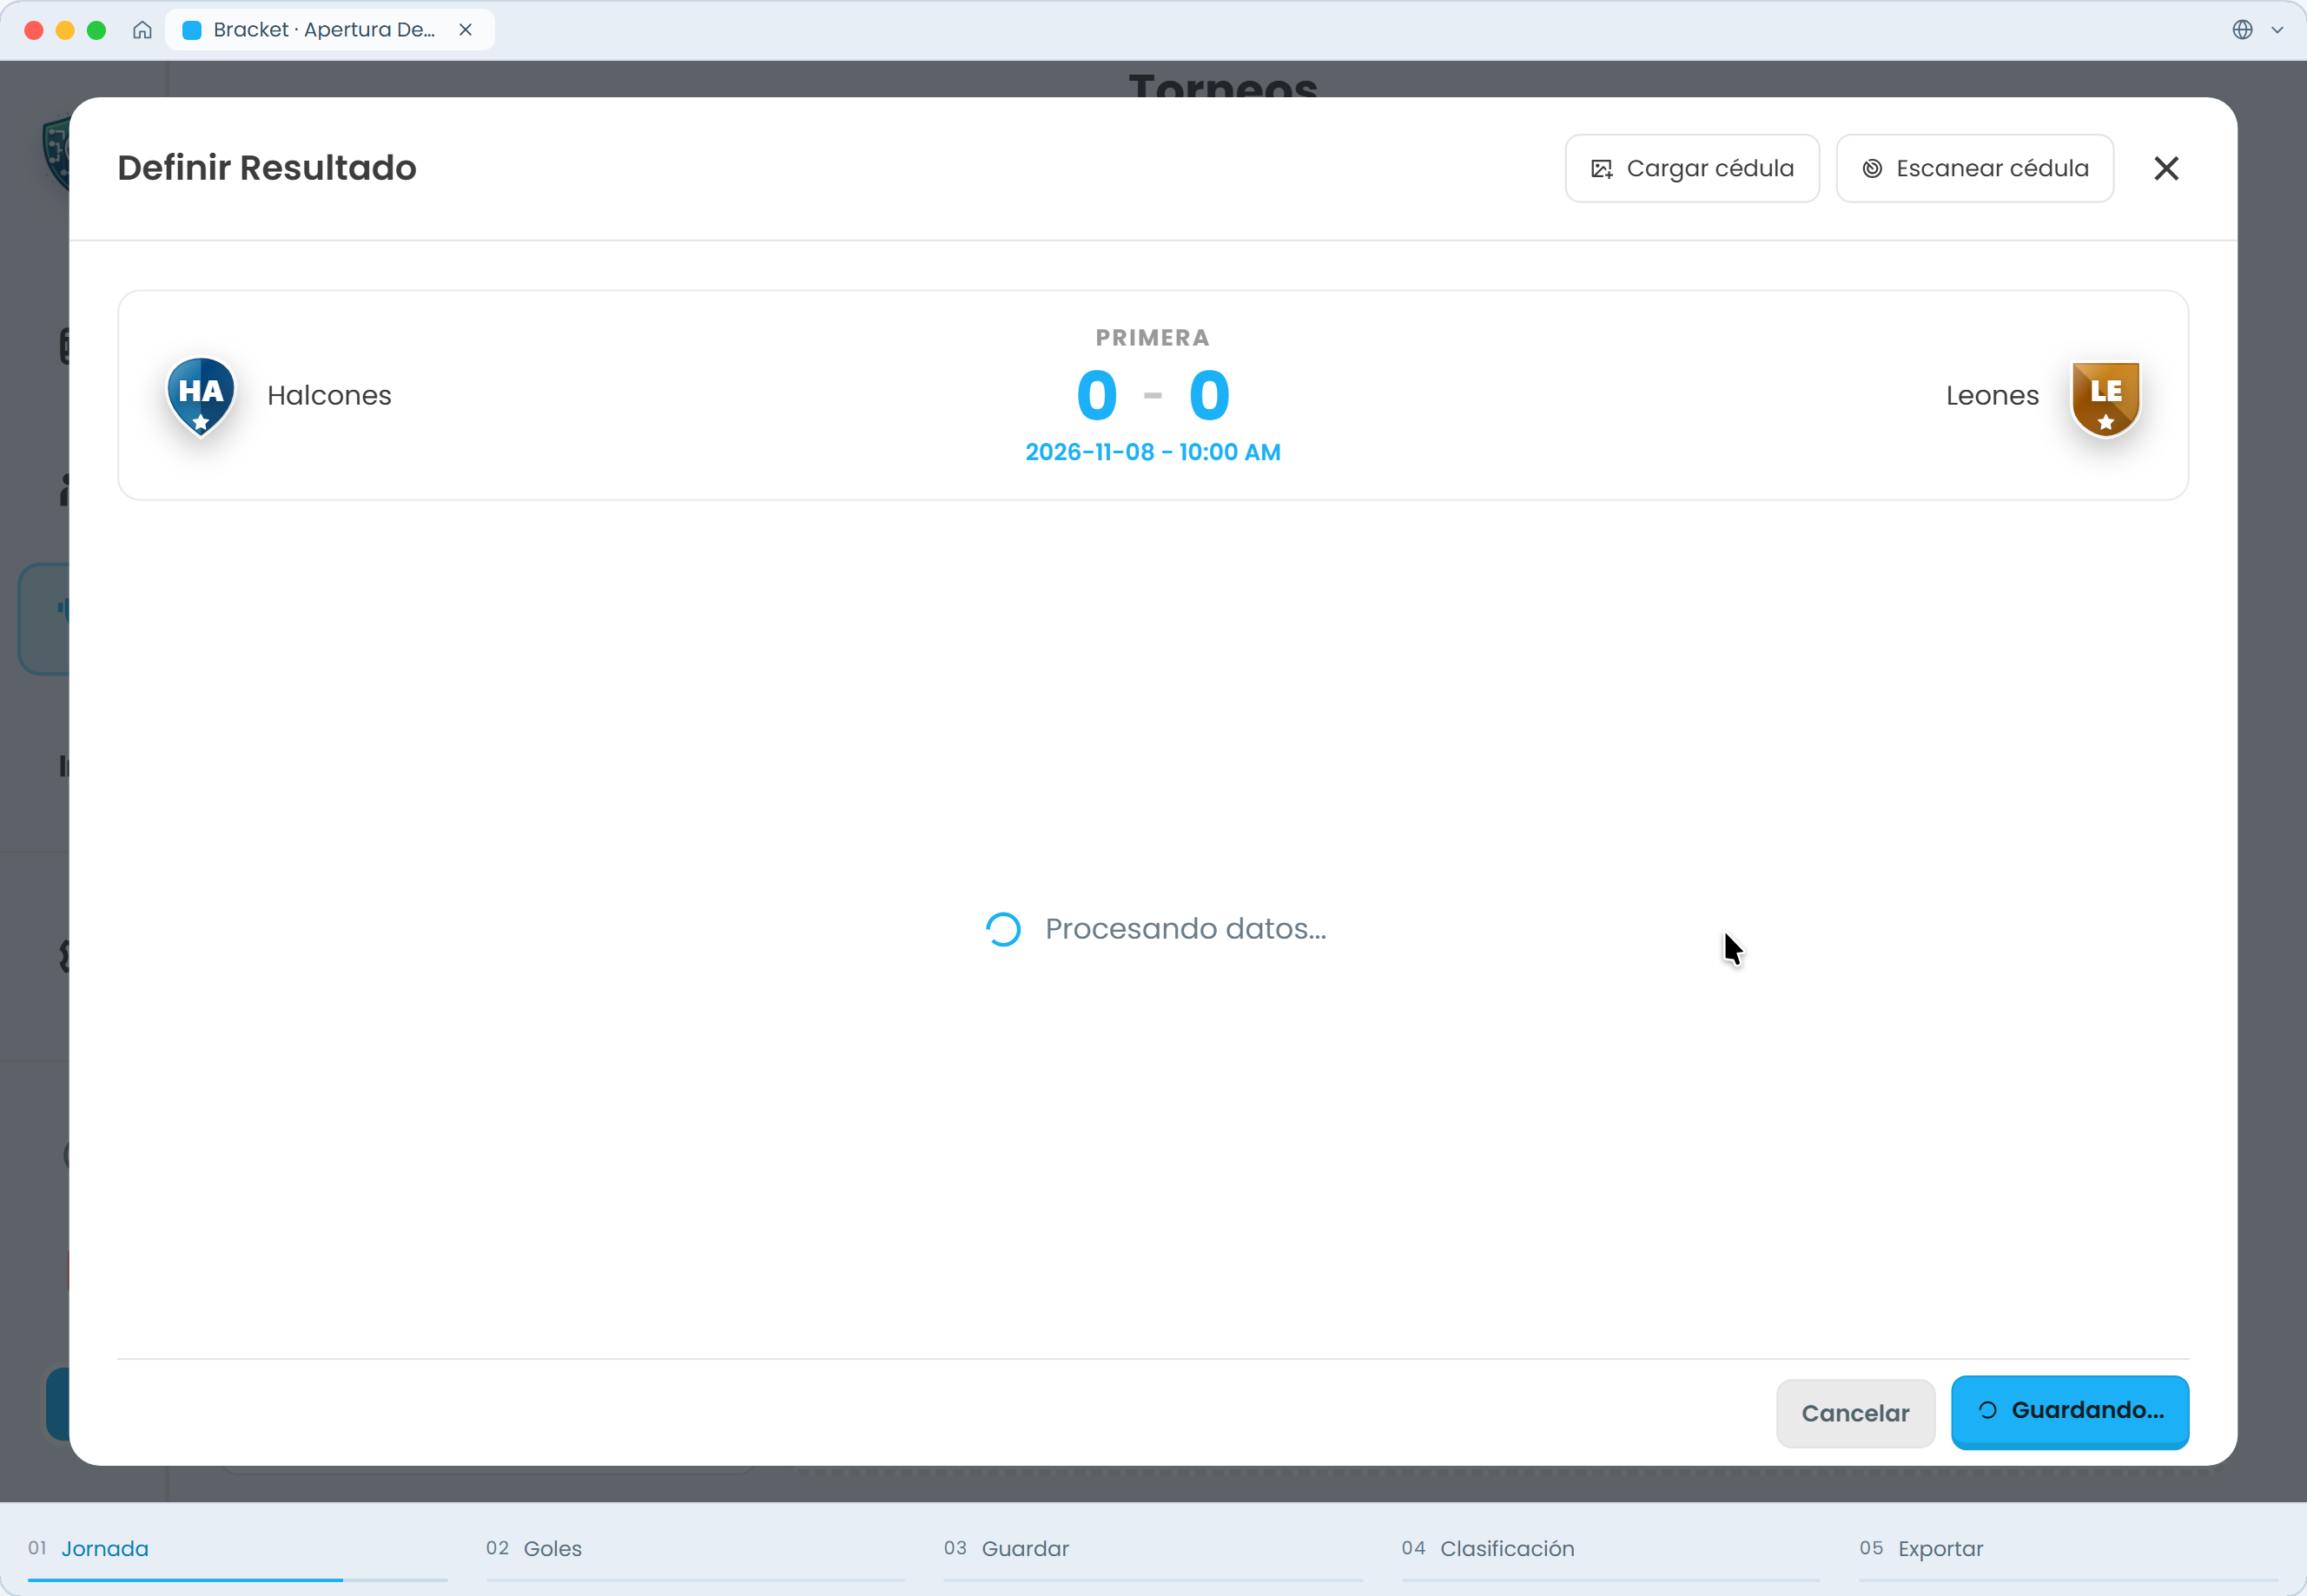 Bracket · Apertura De...
Torneos
Definir Resultado
Cargar cédula
Escanear cédula
PRIMERA
HA
Halcones
0 - 0
Leones
LE
2026-11-08 - 10:00 AM
Procesando datos...
Cancelar
Guardando...
01 Jornada
02 Goles
03 Guardar
04 Clasificación
05 Exportar